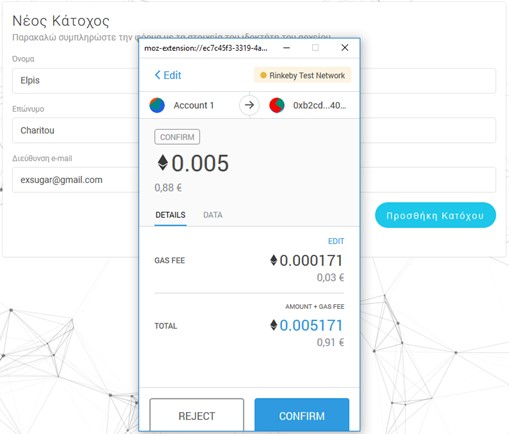 Νέος Κάτοχος
Παρακαλώ συμπληρώστε την φόρμα με τα στοιχεία του ιδιοκτήτη του αρχείου
Όνομα
Elpis
Επώνυμο
Charitou
Διεύθυνση e-mail
exsugar@gmail.com
Προσθήκη Κατόχου
moz-extension://ec7c45f3-3319-4a...
Edit
Rinkeby Test Network
Account 1
0xb2cd...40...
CONFIRM
0.005
0,88 €
DETAILS DATA
EDIT
GAS FEE 0.000171
0,03 €
AMOUNT + GAS FEE
TOTAL 0.005171
0,91 €
REJECT CONFIRM